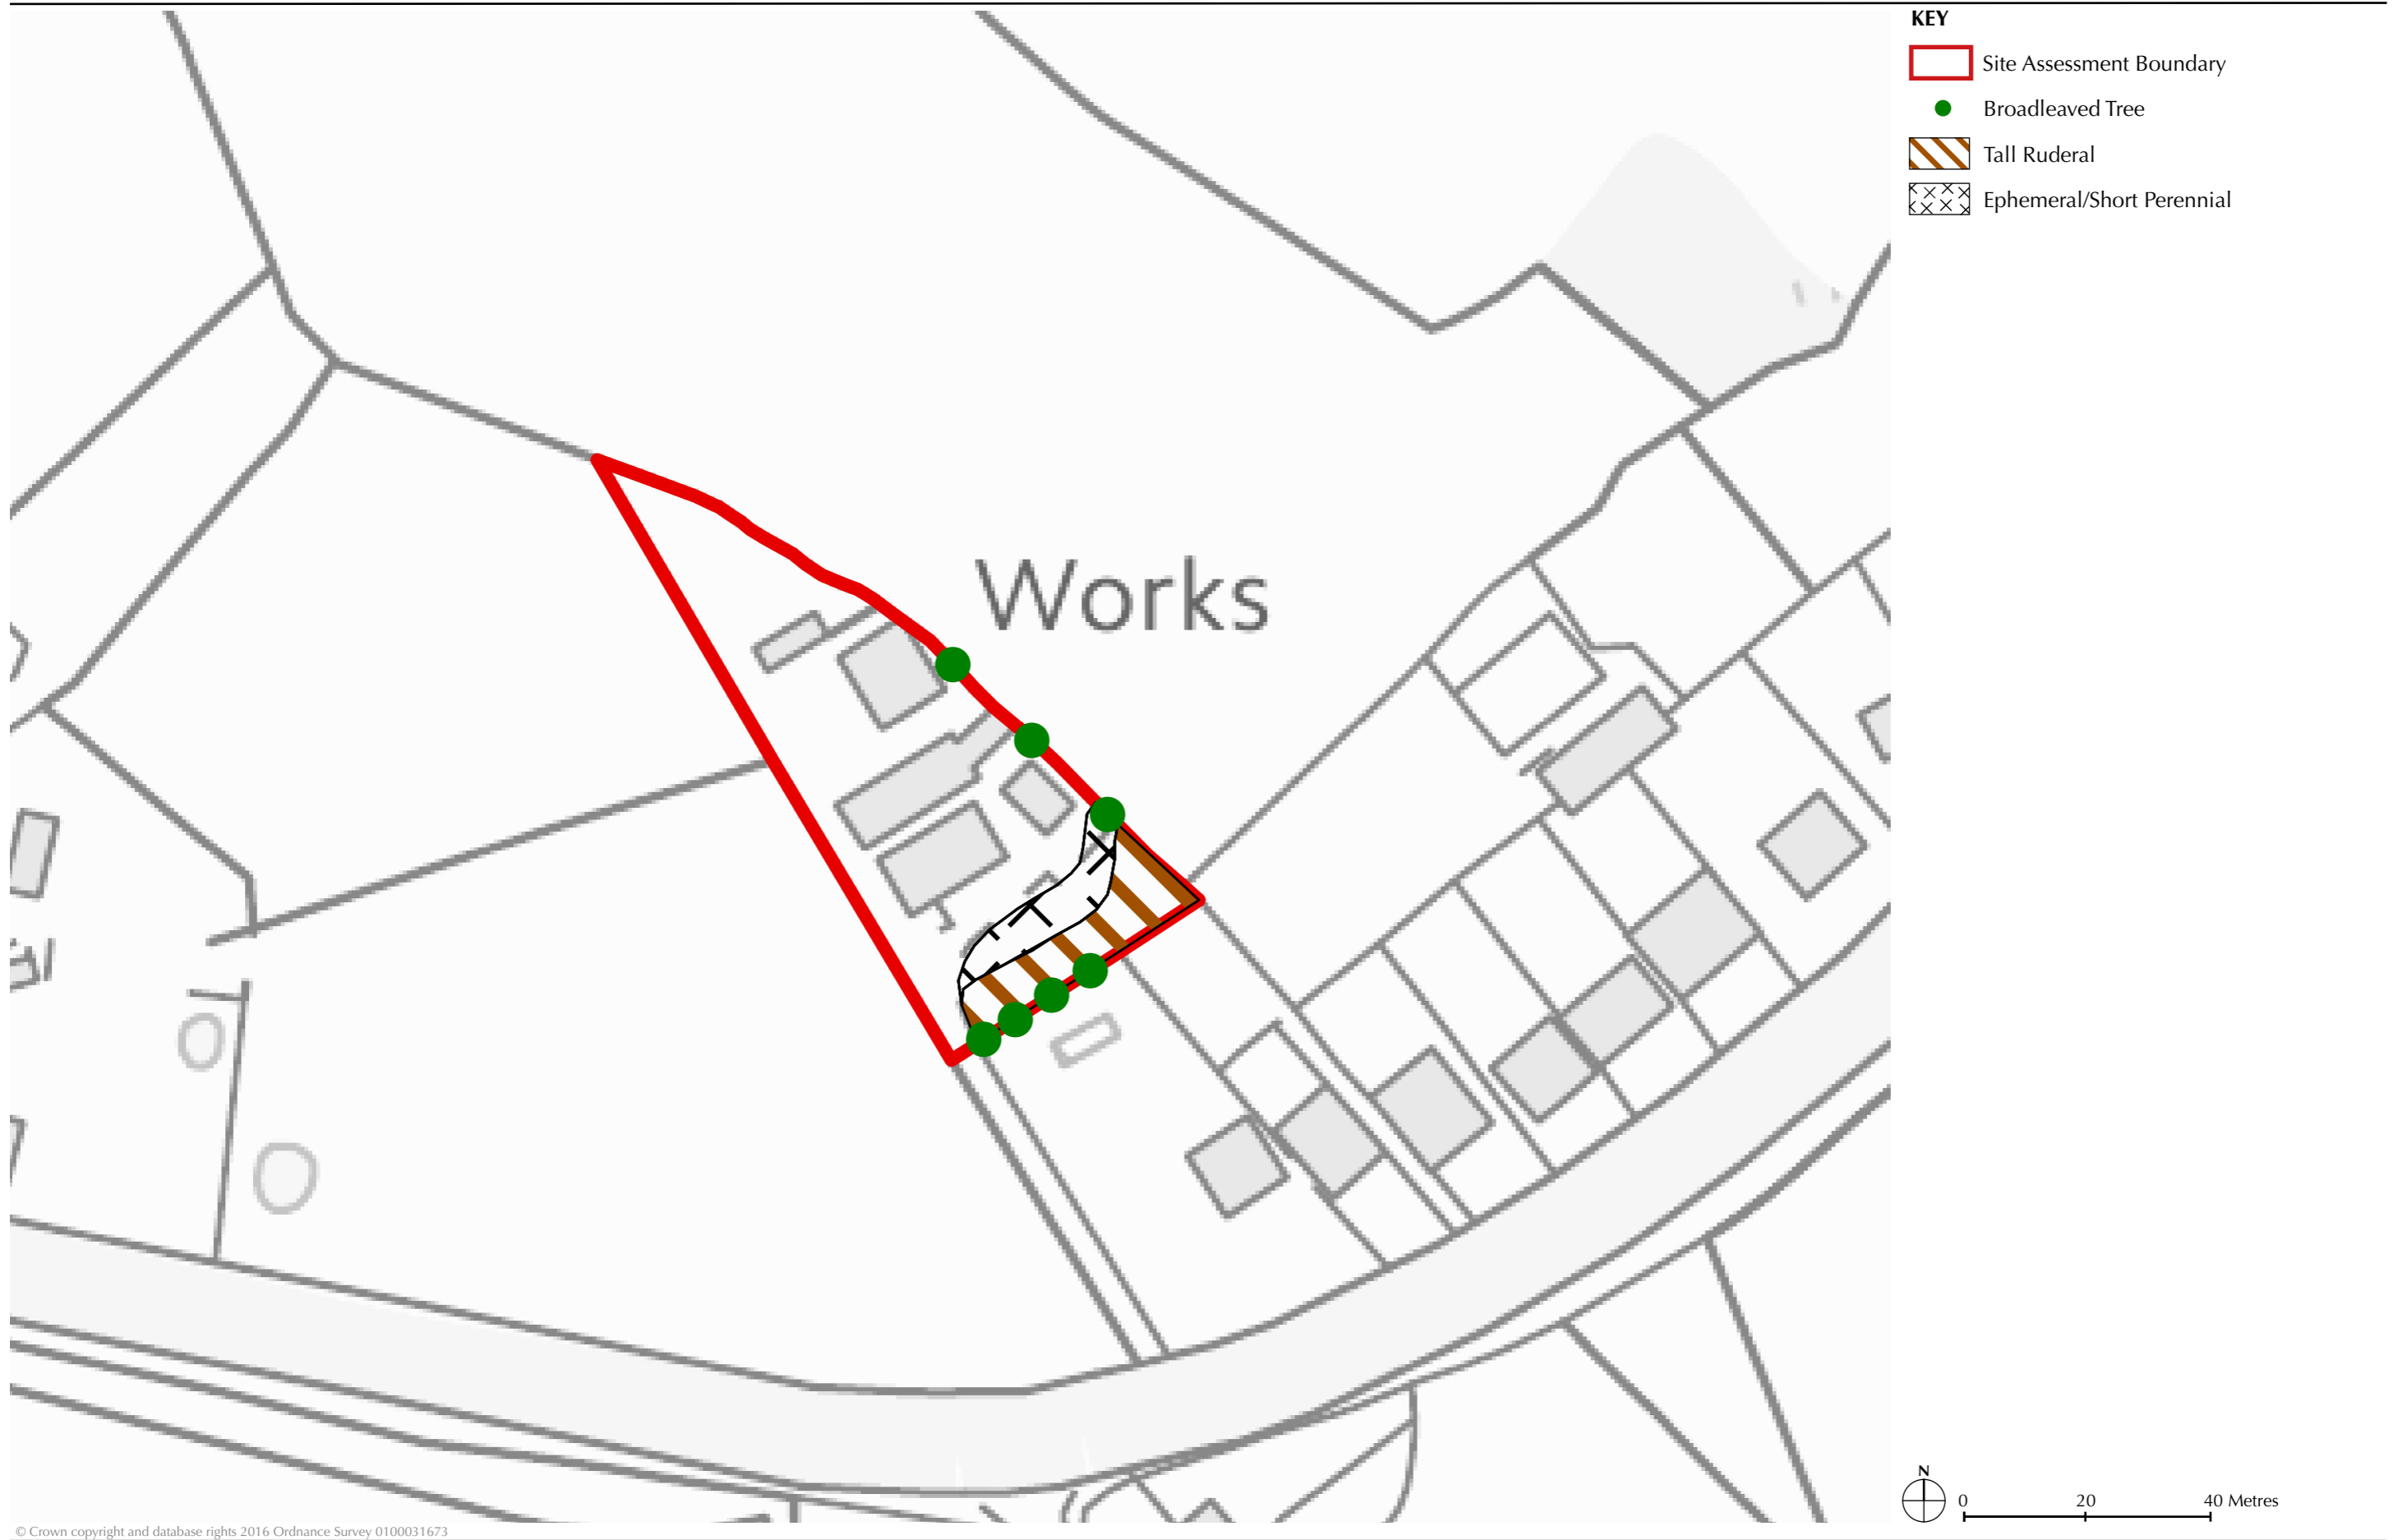 KEY
Site Assessment Boundary
Broadleaved Tree
Tall Ruderal
Ephemeral/Short Perennial
Works
N
0 20 40 Metres
© Crown copyright and database rights 2016 Ordnance Survey 0100031673